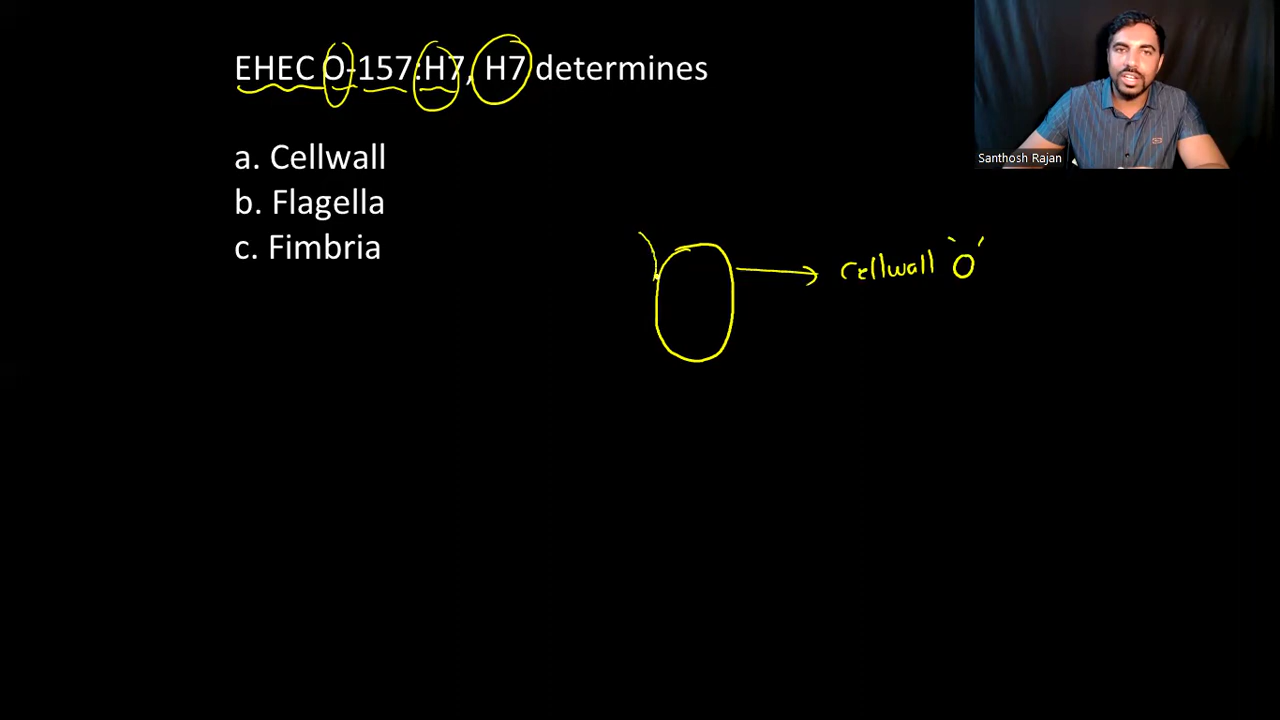 EHEC O-157:H7, H7 determines
Santhosh Rajan
a. Cellwall
b. Flagella
c. Fimbria
Cellwall "O"